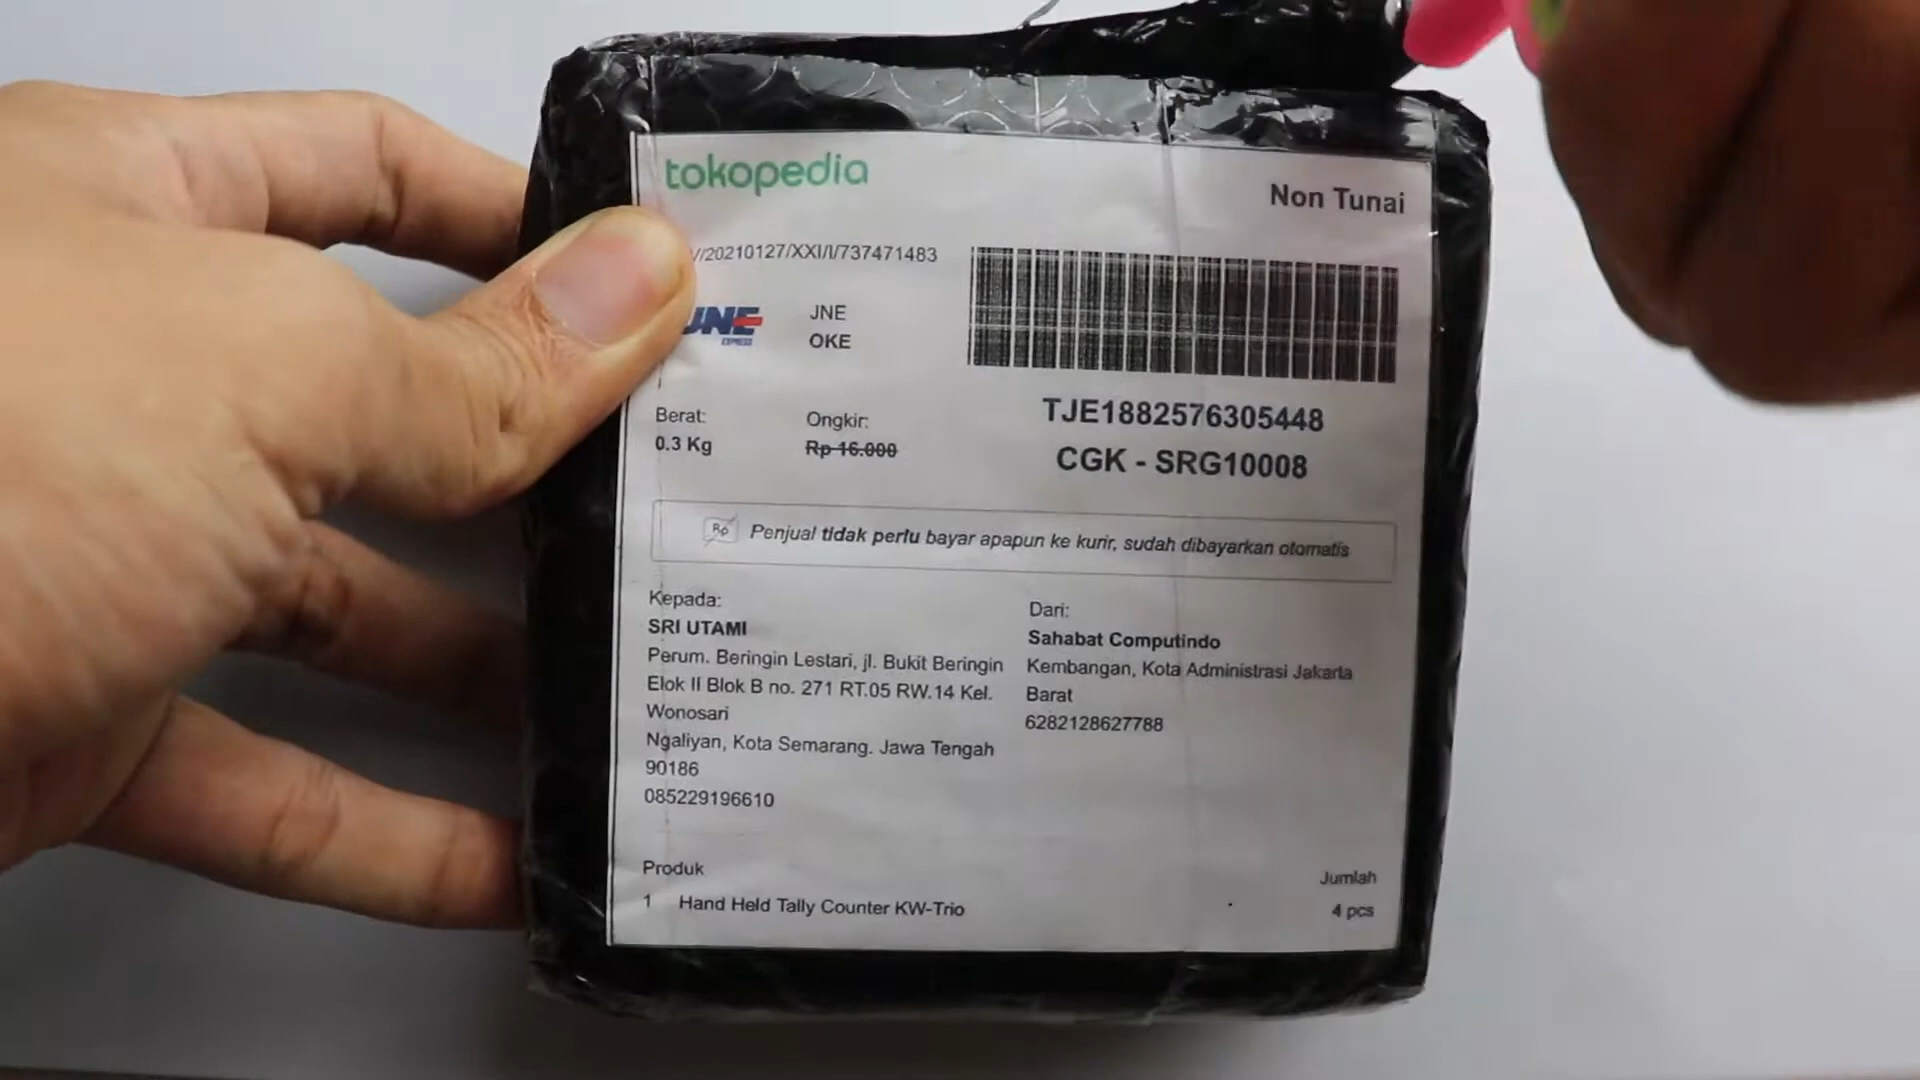 tokopedia
Non Tunai
/20210127/XXI/I/737471483
JNE
EXPRESS
JNE
OKE
Berat:
0.3 Kg
Ongkir:
Rp 16.000
TJE1882576305448
CGK - SRG10008
Rp Penjual tidak perlu bayar apapun ke kurir, sudah dibayarkan otomatis
Kepada:
SRI UTAMI
Perum. Beringin Lestari, jl. Bukit Beringin
Elok II Blok B no. 271 RT.05 RW.14 Kel.
Wonosari
Ngaliyan, Kota Semarang. Jawa Tengah
90186
085229196610
Dari:
Sahabat Computindo
Kembangan, Kota Administrasi Jakarta
Barat
6282128627788
Produk
Jumlah
1 Hand Held Tally Counter KW-Trio
4 pcs